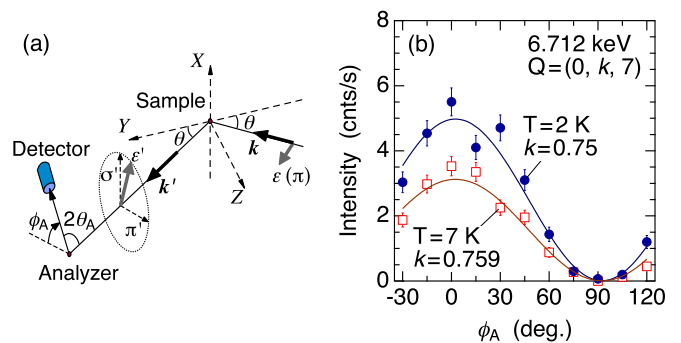 (a)
X
Sample
Y
θ
θ
k
Detector
σ'
ε'
k'
Z
ε (π)
ϕA
2θA
π'
Analyzer
(b)
6.712 keV
Q=(0, k, 7)
T=2 K
k=0.75
T=7 K
k=0.759
Intensity (cnts/s)
8
6
4
2
0
-30 0 30 60 90 120
ϕA (deg.)